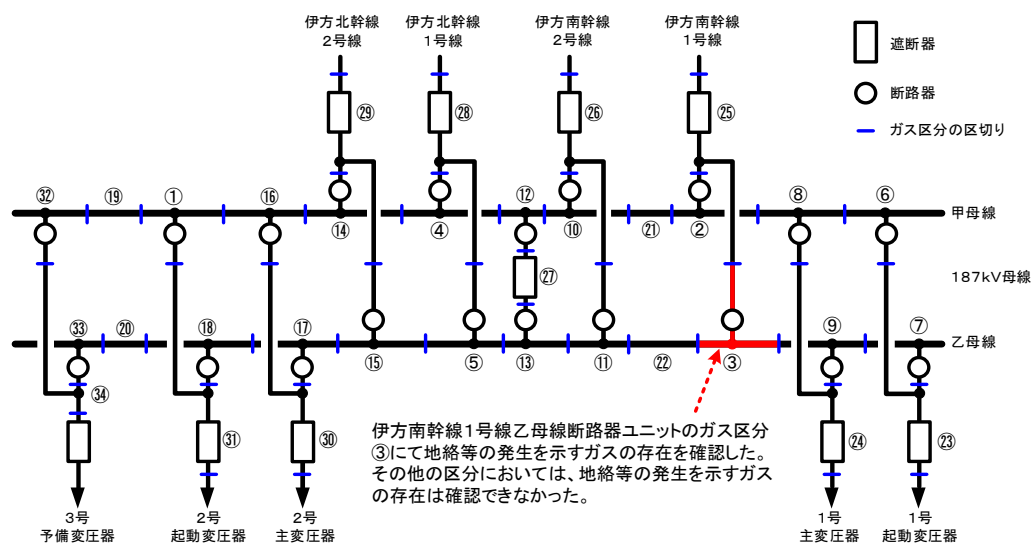 伊方北幹線
2号線
伊方北幹線
1号線
伊方南幹線
2号線
伊方南幹線
1号線
遮断器
断路器
ガス区分の区切り
㉙
㉘
㉖
㉕
㉜
⑲
①
⑯
⑫
⑧
⑥
甲母線
⑭
④
⑩
㉑
②
㉗
187kV母線
㉝
⑳
⑱
⑰
⑨
⑦
乙母線
⑮
⑤
⑬
⑪
㉒
③
㉞
伊方南幹線1号線乙母線断路器ユニットのガス区分
③にて地絡等の発生を示すガスの存在を確認した。
その他の区分においては、地絡等の発生を示すガス
の存在は確認できなかった。
㉛
㉚
㉔
㉓
3号
予備変圧器
2号
起動変圧器
2号
主変圧器
1号
主変圧器
1号
起動変圧器